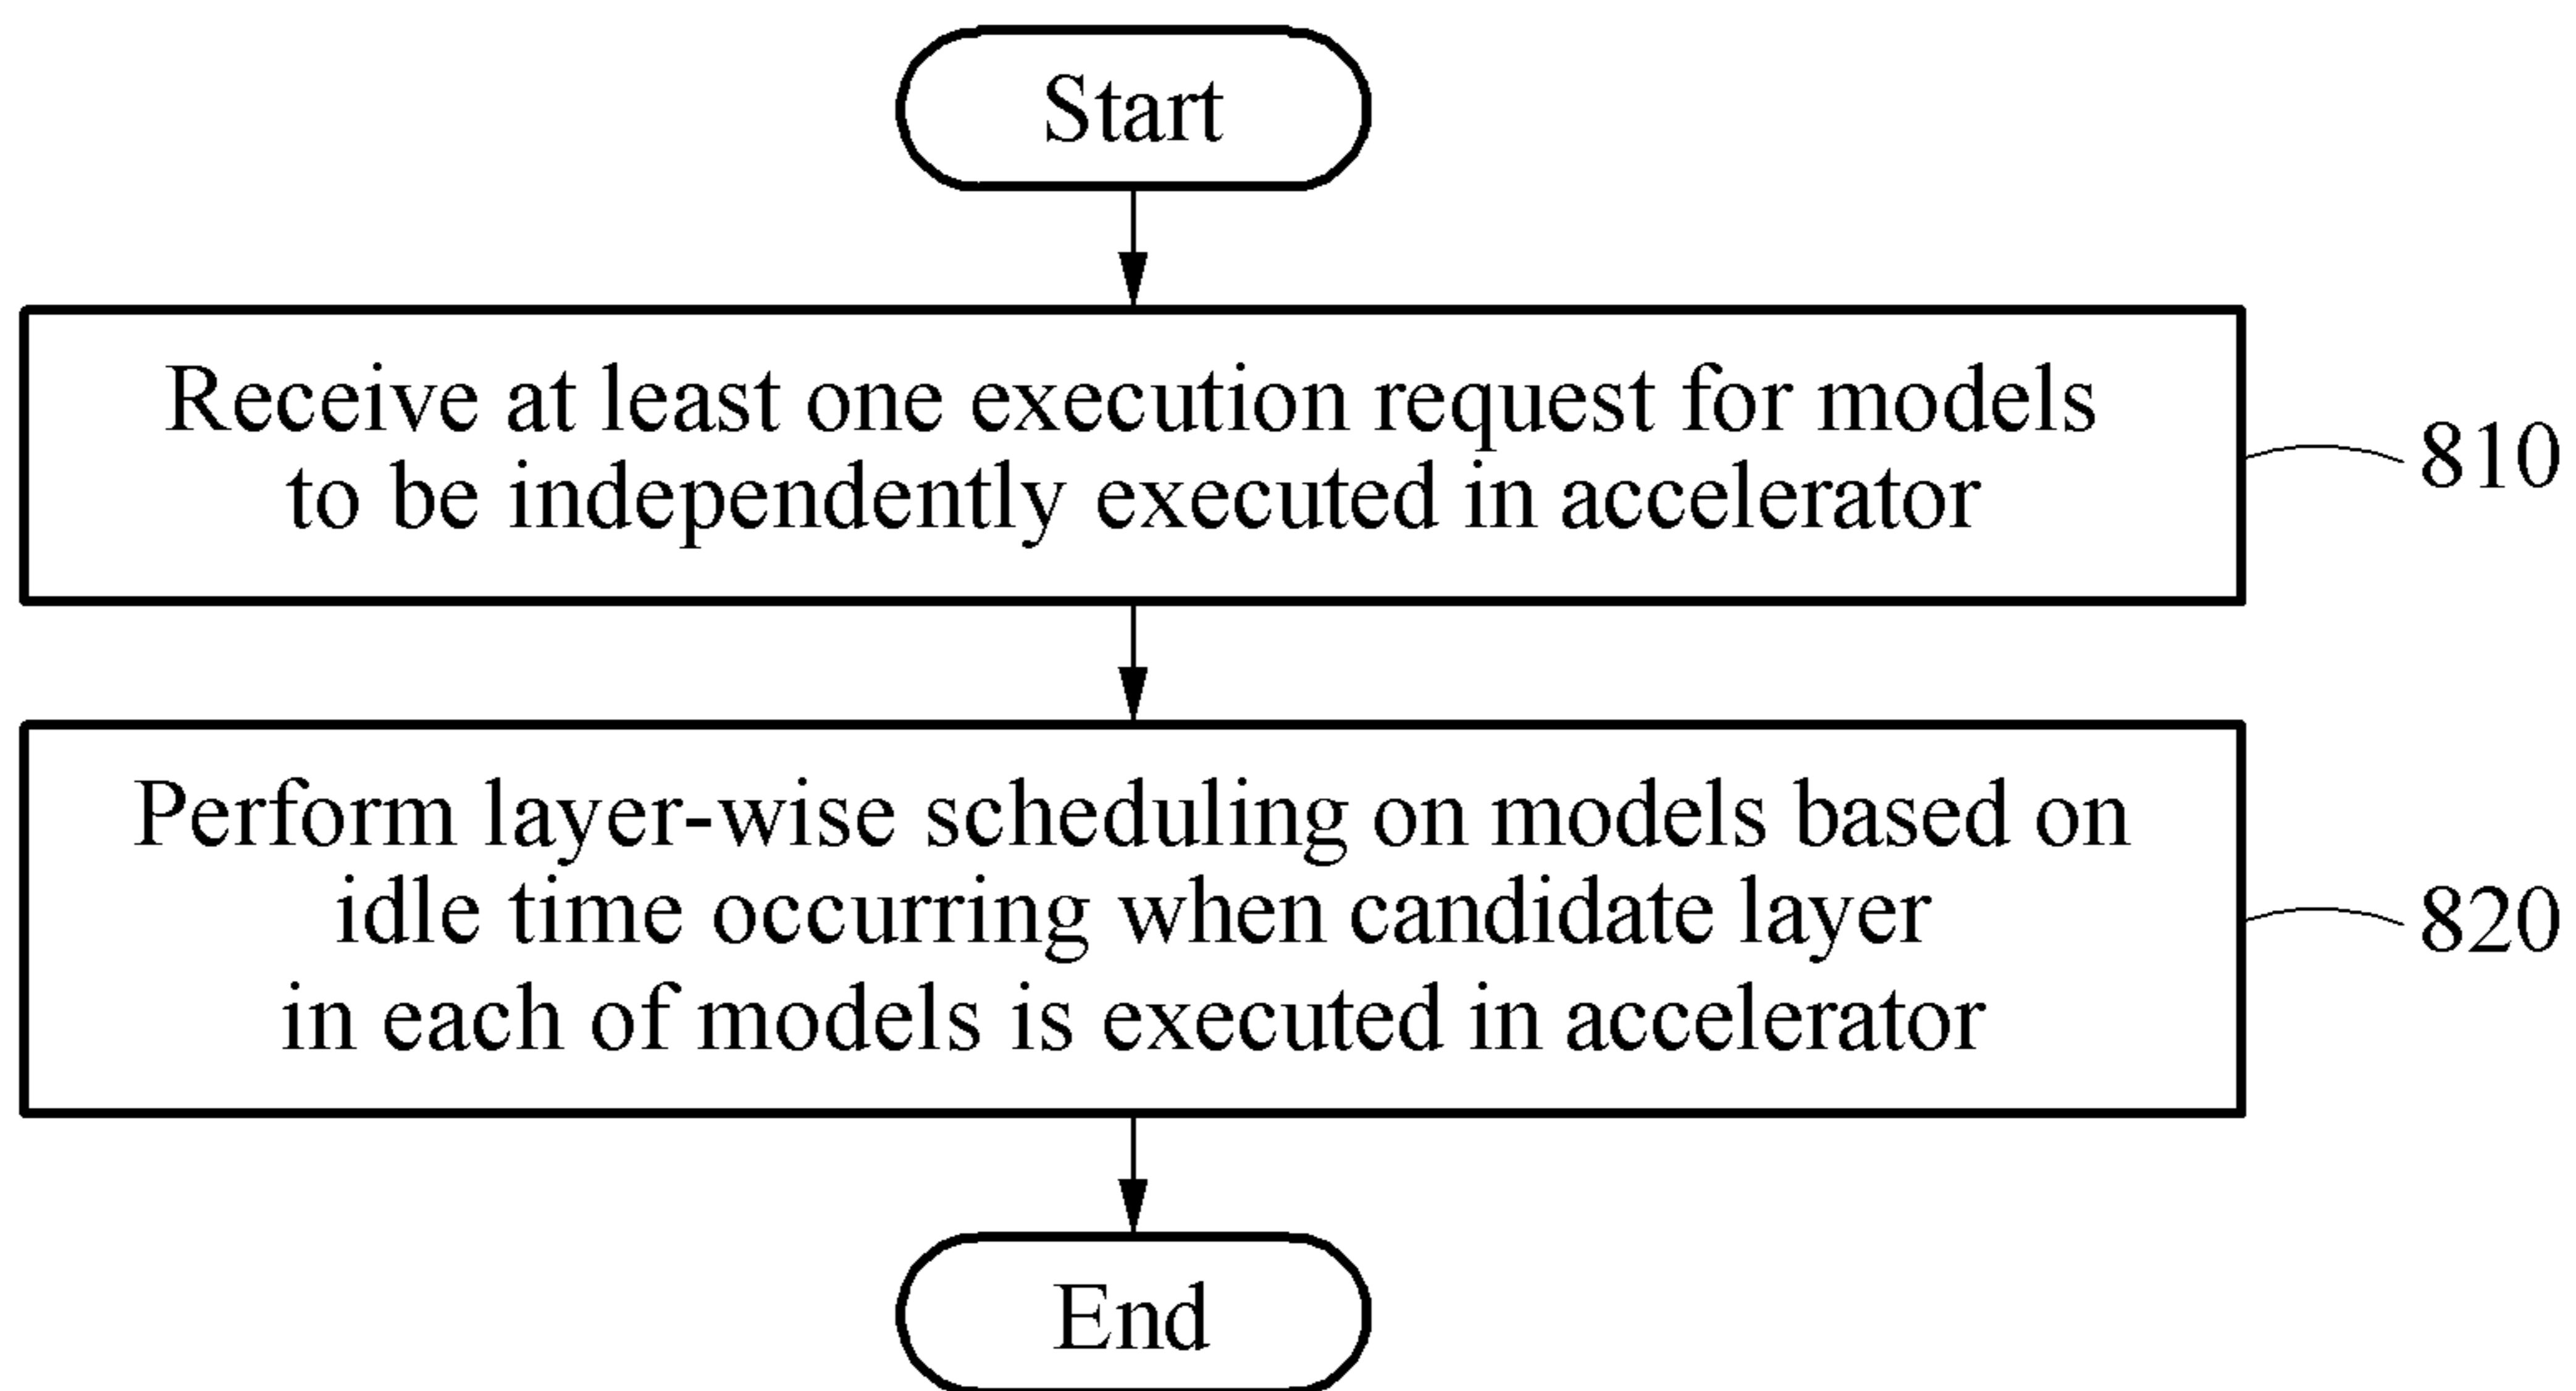 Start
Receive at least one execution request for models
to be independently executed in accelerator
810
Perform layer-wise scheduling on models based on
idle time occurring when candidate layer
in each of models is executed in accelerator
820
End